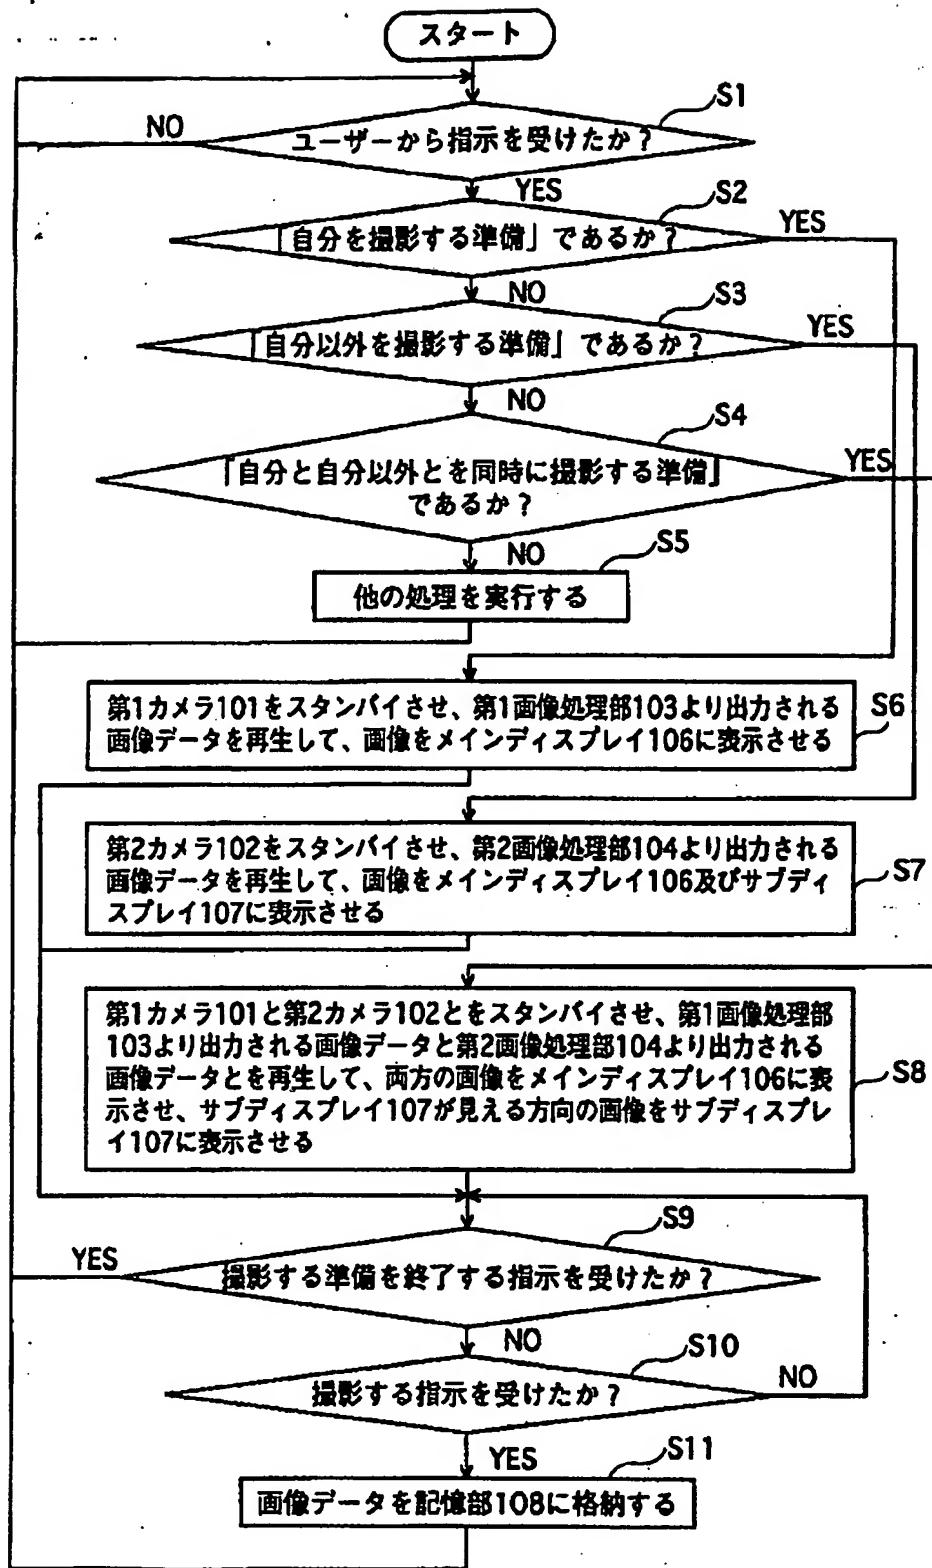 スタート
S1
NO
ユーザーから指示を受けたか?
YES
S2
YES
「自分を撮影する準備」であるか?
NO
S3
YES
「自分以外を撮影する準備」であるか?
NO
S4
YES
「自分と自分以外とを同時に撮影する準備」
であるか?
NO
S5
他の処理を実行する
第1カメラ101をスタンバイさせ、第1画像処理部103より出力される
画像データを再生して、画像をメインディスプレイ106に表示させる
S6
第2カメラ102をスタンバイさせ、第2画像処理部104より出力される
画像データを再生して、画像をメインディスプレイ106及びサブディ
スプレイ107に表示させる
S7
第1カメラ101と第2カメラ102とをスタンバイさせ、第1画像処理部
103より出力される画像データと第2画像処理部104より出力される
画像データとを再生して、両方の画像をメインディスプレイ106に表
示させ、サブディスプレイ107が見える方向の画像をサブディスプレ
イ107に表示させる
S8
S9
YES
撮影する準備を終了する指示を受けたか?
NO
S10
NO
撮影する指示を受けたか?
YES
S11
画像データを記憶部108に格納する